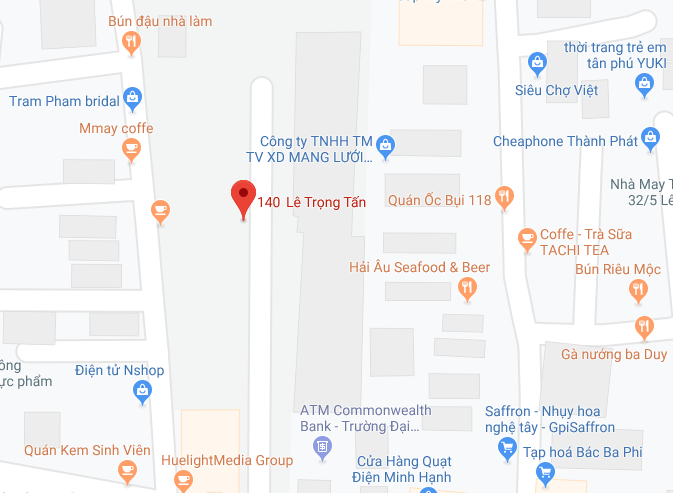 Bún đậu nhà làm
thời trang trẻ em
tân phú YUKI
Siêu Chợ Việt
Tram Pham bridal
Mmay coffe
Công ty TNHH TM
TV XD MANG LƯỚI...
Cheaphone Thành Phát
Nhà May T
32/5 Lê
140 Lê Trọng Tấn
Quán Ốc Bụi 118
Coffe - Trà Sữa
TACHI TEA
Hải Âu Seafood & Beer
Bún Riêu Mộc
Gà nướng ba Duy
ông
ực phẩm
Điện tử Nshop
ATM Commonwealth
Bank - Trường Đại...
Saffron - Nhụy hoa
nghệ tây - GpiSaffron
Quán Kem Sinh Viên
HuelightMedia Group
Cửa Hàng Quạt
Điện Minh Hạnh
Tạp hoá Bác Ba Phi